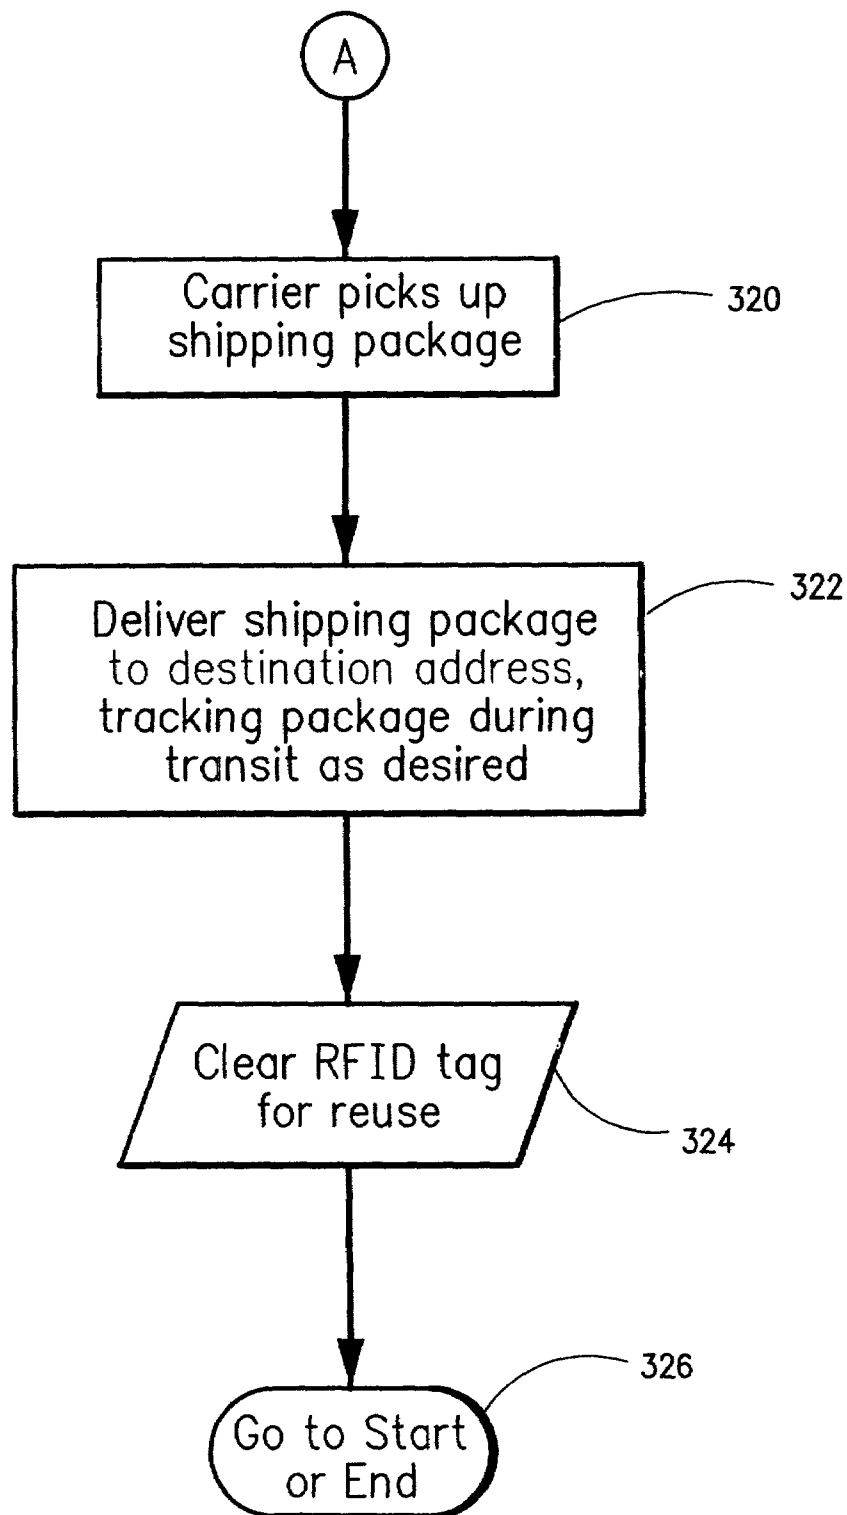 A
Carrier picks up
shipping package
320
Deliver shipping package
to destination address,
tracking package during
transit as desired
322
Clear RFID tag
for reuse
324
326
Go to Start
or End